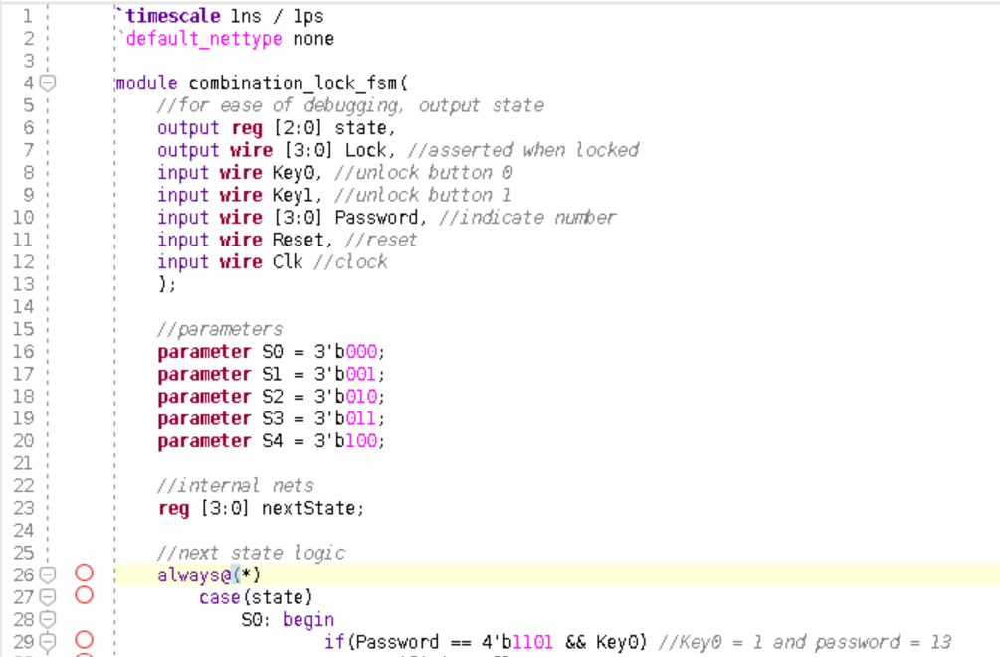 1 `timescale 1ns / 1ps
2 `default_nettype none
3
4 module combination_lock_fsm(
5 //for ease of debugging, output state
6 output reg [2:0] state,
7 output wire [3:0] Lock, //asserted when locked
8 input wire Key0, //unlock button 0
9 input wire Key1, //unlock button 1
10 input wire [3:0] Password, //indicate number
11 input wire Reset, //reset
12 input wire Clk //clock
13 );
14
15 //parameters
16 parameter S0 = 3'b000;
17 parameter S1 = 3'b001;
18 parameter S2 = 3'b010;
19 parameter S3 = 3'b011;
20 parameter S4 = 3'b100;
21
22 //internal nets
23 reg [3:0] nextState;
24
25 //next state logic
26 always@(*)
27 case(state)
28 S0: begin
29 if(Password == 4'b1101 && Key0) //Key0 = 1 and password = 13